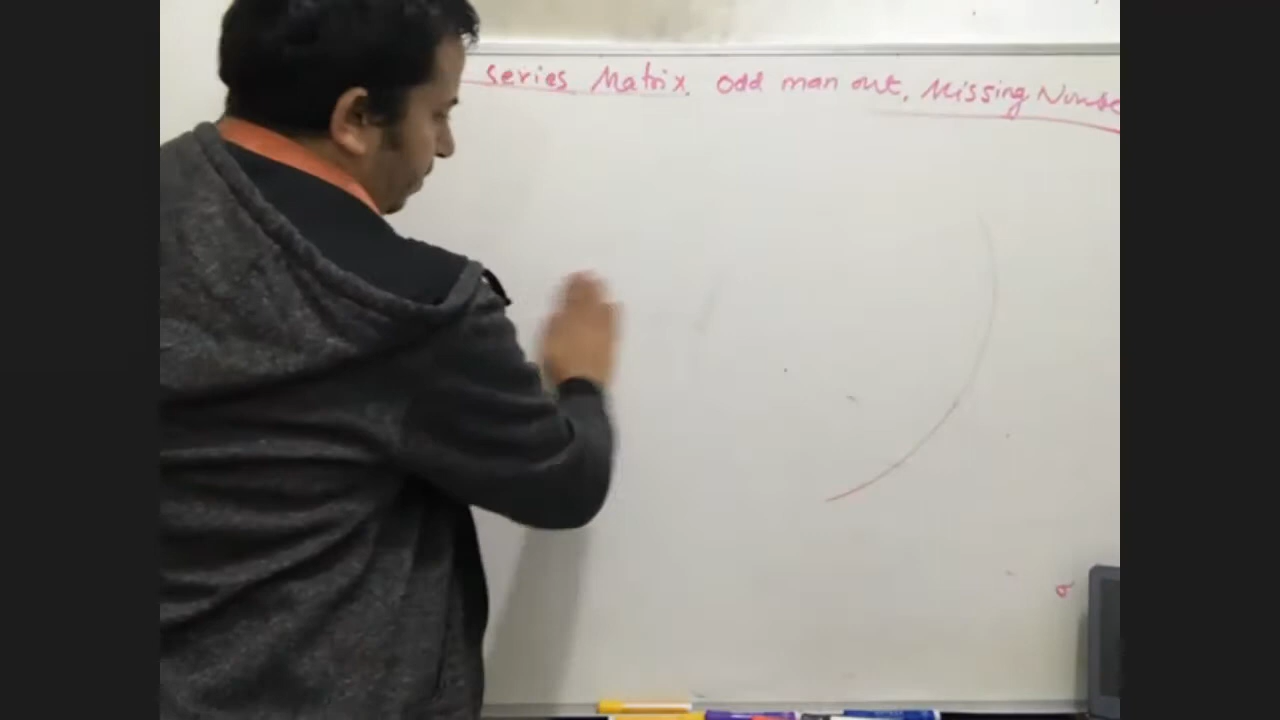 series Matrix. odd man out, Missing
σ